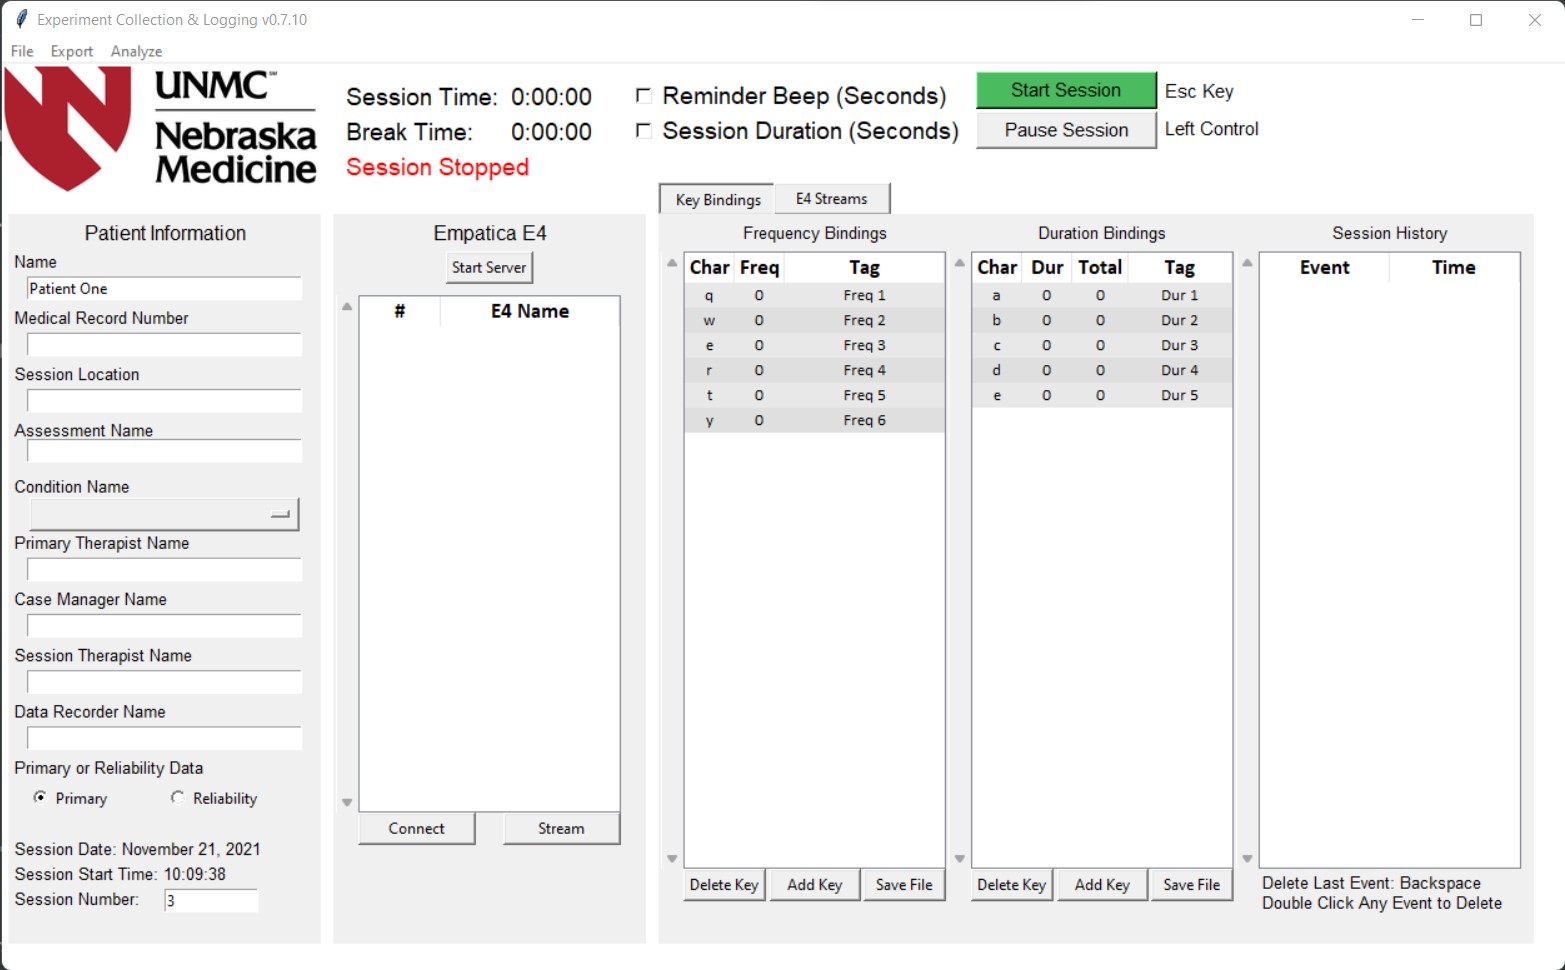 Experiment Collection & Logging v0.7.10
File Export Analyze
UNMC℠
Nebraska
Medicine
Session Time: 0:00:00
Break Time: 0:00:00
Session Stopped
Reminder Beep (Seconds)
Session Duration (Seconds)
Start Session Esc Key
Pause Session Left Control
Patient Information
Name
Patient One
Medical Record Number
Session Location
Assessment Name
Condition Name
Primary Therapist Name
Case Manager Name
Session Therapist Name
Data Recorder Name
Primary or Reliability Data
Primary Reliability
Session Date: November 21, 2021
Session Start Time: 10:09:38
Session Number: 3
Empatica E4
Start Server
# E4 Name
Connect Stream
Key Bindings E4 Streams
Frequency Bindings
Char Freq Tag
q 0 Freq 1
w 0 Freq 2
e 0 Freq 3
r 0 Freq 4
t 0 Freq 5
y 0 Freq 6
Delete Key Add Key Save File
Duration Bindings
Char Dur Total Tag
a 0 0 Dur 1
b 0 0 Dur 2
c 0 0 Dur 3
d 0 0 Dur 4
e 0 0 Dur 5
Delete Key Add Key Save File
Session History
Event Time
Delete Last Event: Backspace
Double Click Any Event to Delete